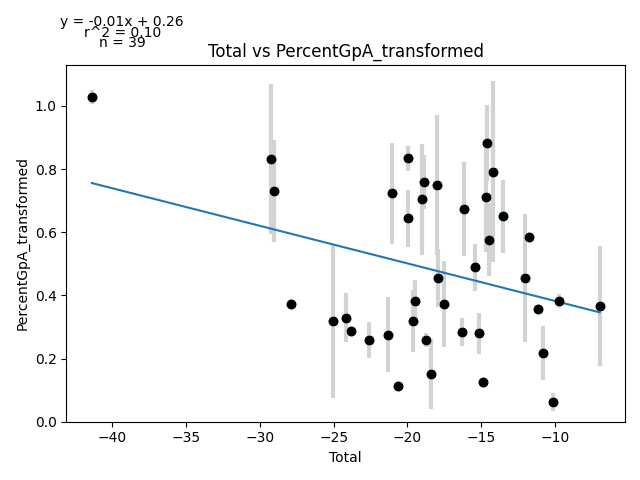 y = -0.01x + 0.26
r^2 = 0.10
n = 39
Total vs PercentGpA_transformed
PercentGpA_transformed
1.0
0.8
0.6
0.4
0.2
0.0
−40 −35 −30 −25 −20 −15 −10
Total